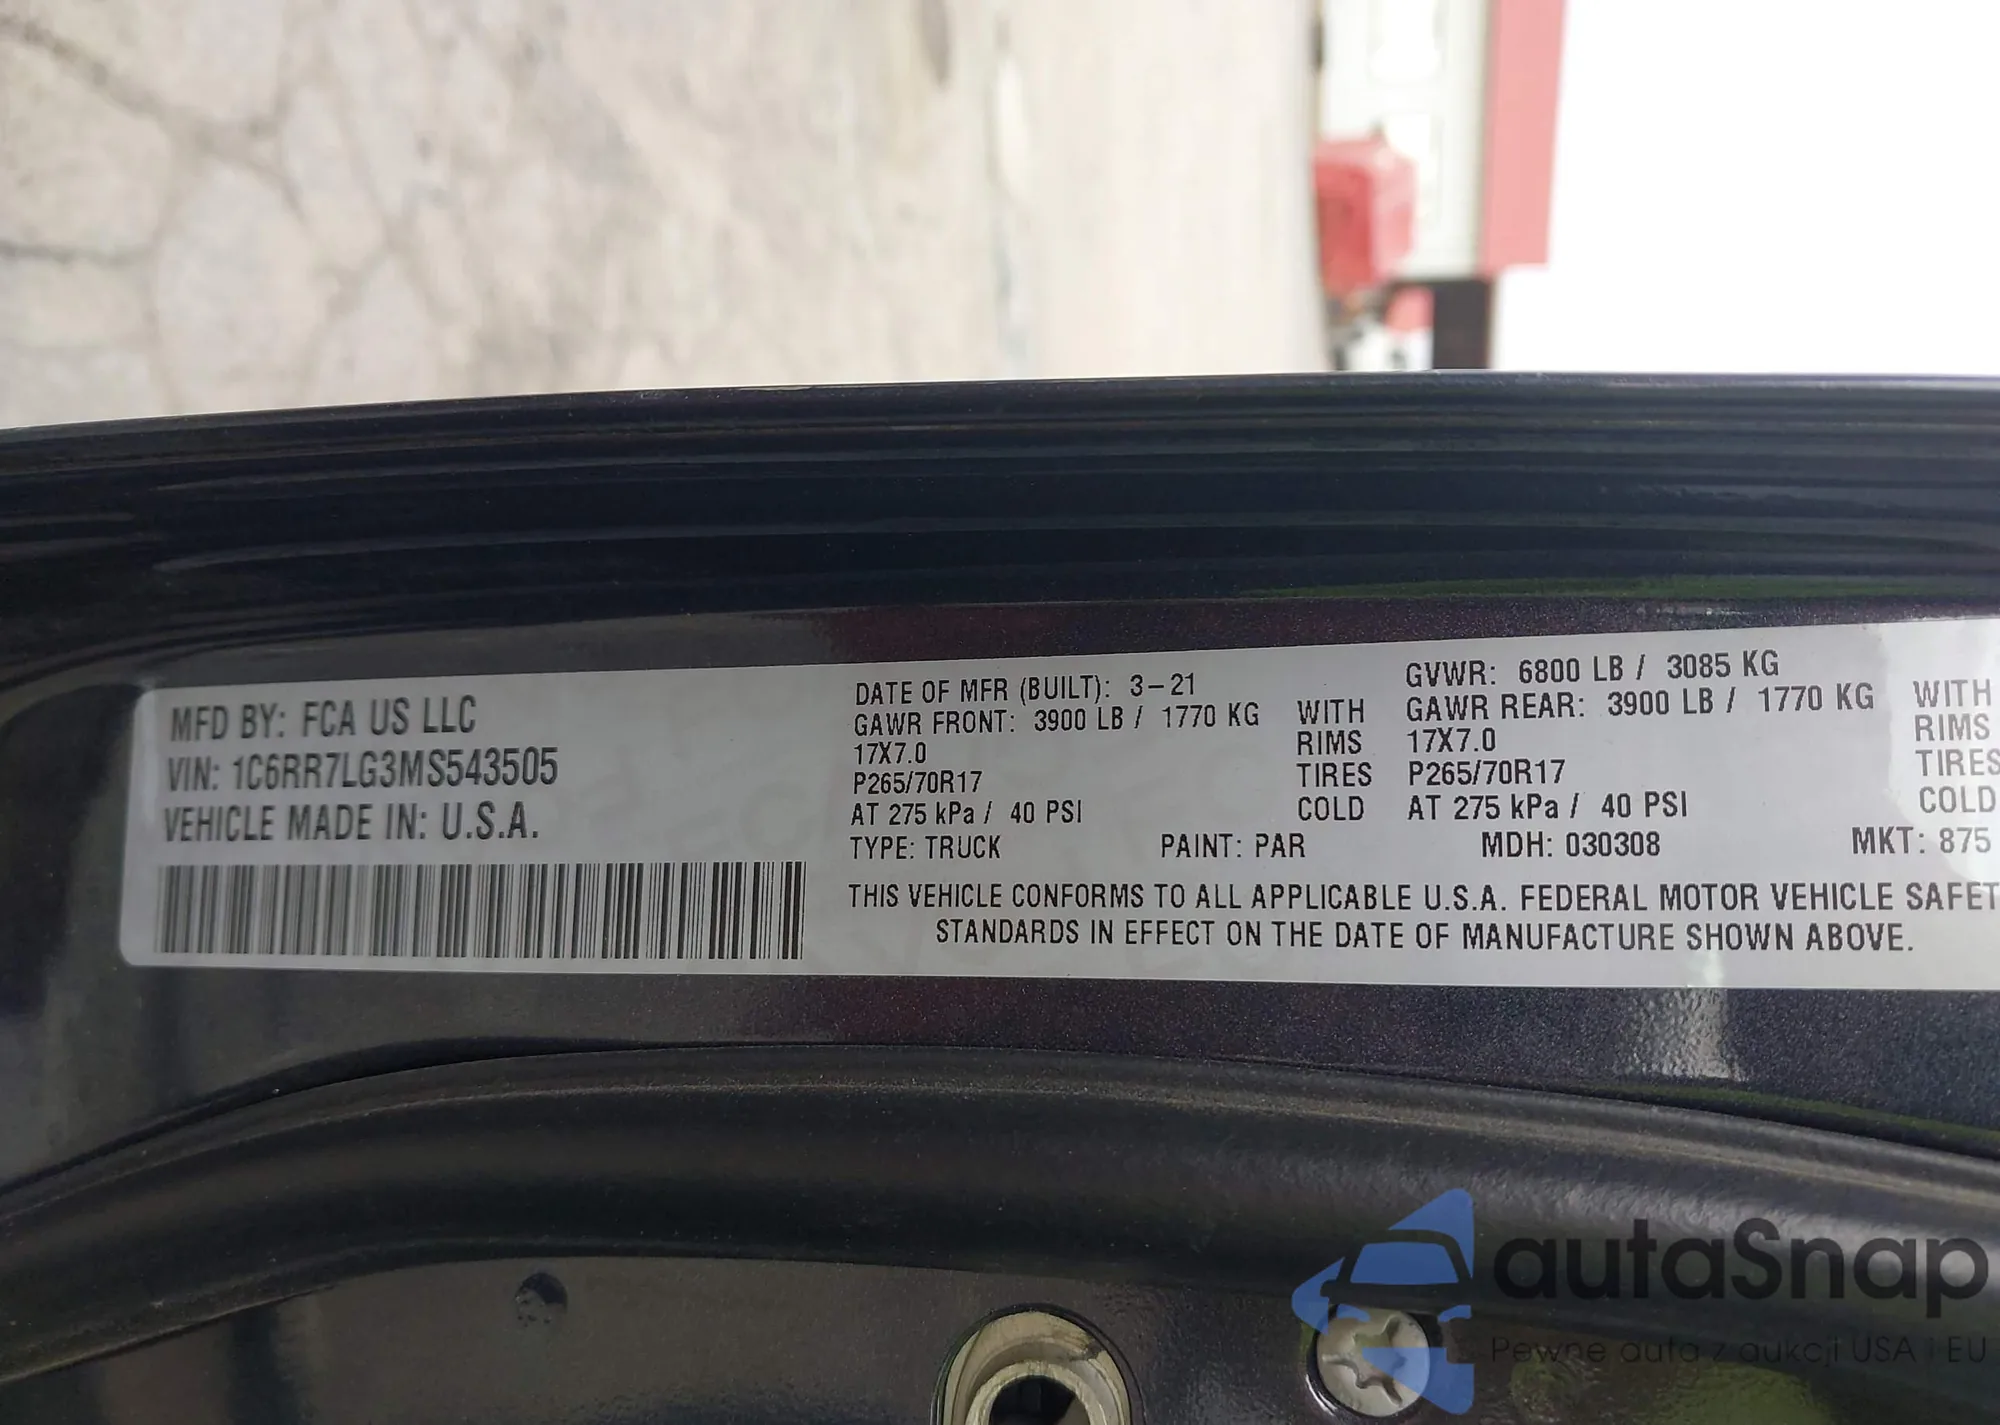 MFD BY: FCA US LLC
VIN: 1C6RR7LG3MS543505
VEHICLE MADE IN: U.S.A.
DATE OF MFR (BUILT): 3-21
GVWR: 6800 LB / 3085 KG
GAWR FRONT: 3900 LB / 1770 KG WITH GAWR REAR: 3900 LB / 1770 KG WITH
17X7.0 RIMS 17X7.0 RIMS
P265/70R17 TIRES P265/70R17 TIRES
AT 275 kPa / 40 PSI COLD AT 275 kPa / 40 PSI COLD
TYPE: TRUCK PAINT: PAR MDH: 030308 MKT: 875
THIS VEHICLE CONFORMS TO ALL APPLICABLE U.S.A. FEDERAL MOTOR VEHICLE SAFET
STANDARDS IN EFFECT ON THE DATE OF MANUFACTURE SHOWN ABOVE.
autaSnap
Pewne auta z aukcji USA i EU